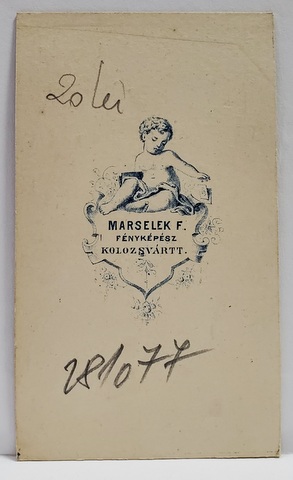 20 lei
MARSELEK F.
FÉNYKÉPÉSZ
KOLOZSVÁRTT.
281077